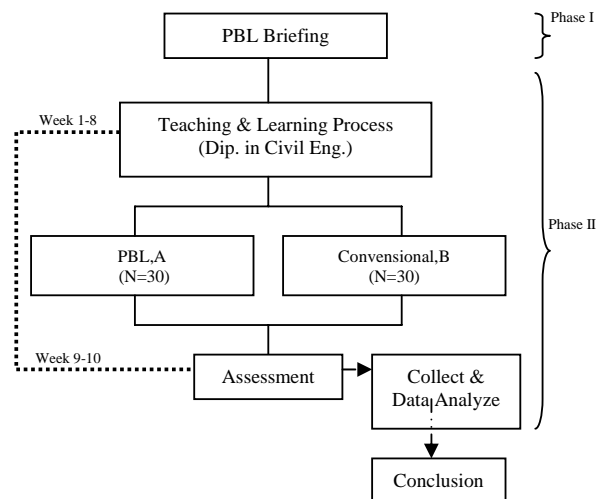 PBL Briefing
Phase I
Week 1-8
Teaching & Learning Process
(Dip. in Civil Eng.)
Phase II
PBL,A
(N=30)
Convensional,B
(N=30)
Week 9-10
Assessment
Collect &
Data Analyze
Conclusion